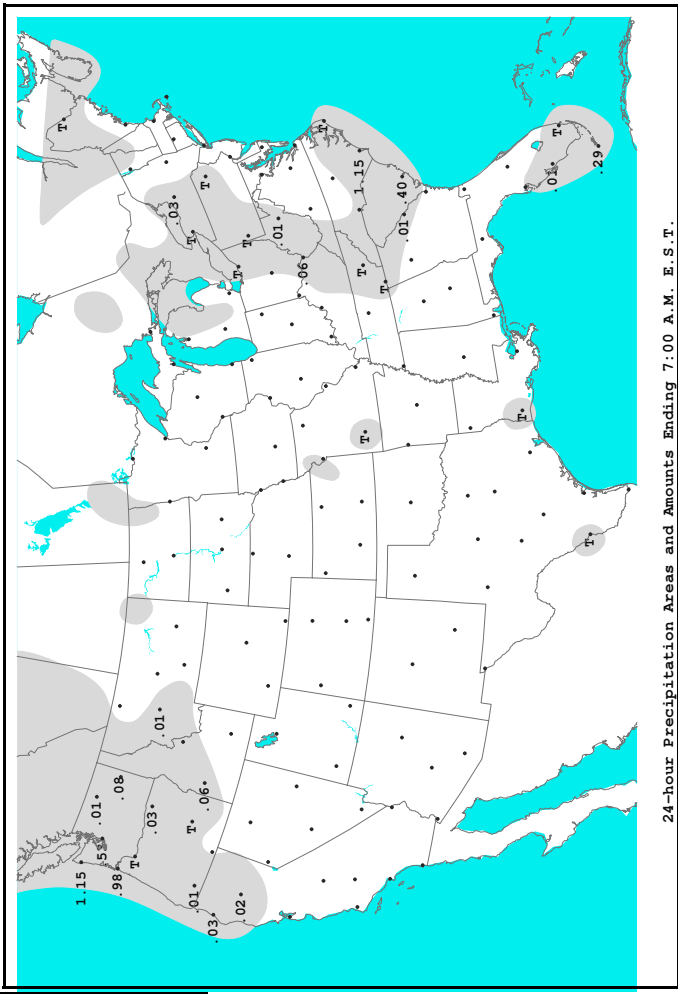 T
1.15
.01
.53
.98
.08
T
.03
.01
.03
T
T
.01
.06
T
.03
T
.02
T
.01
.06
T
1.15
T
T
T
.40
.01
T
.01
T
T
.29
24-hour Precipitation Areas and Amounts Ending 7:00 A.M. E.S.T.